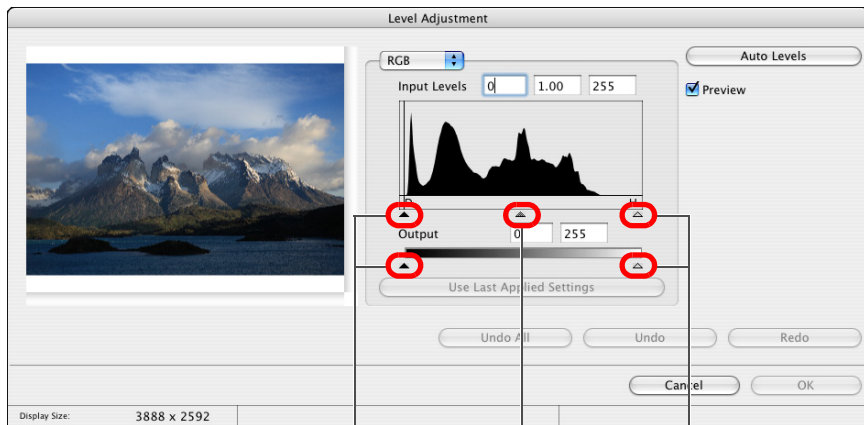 Level Adjustment
RGB
Auto Levels
Input Levels 0 1.00 255
Preview
Output 0 255
Use Last Applied Settings
Undo All Undo Redo
Cancel OK
Display Size: 3888 x 2592